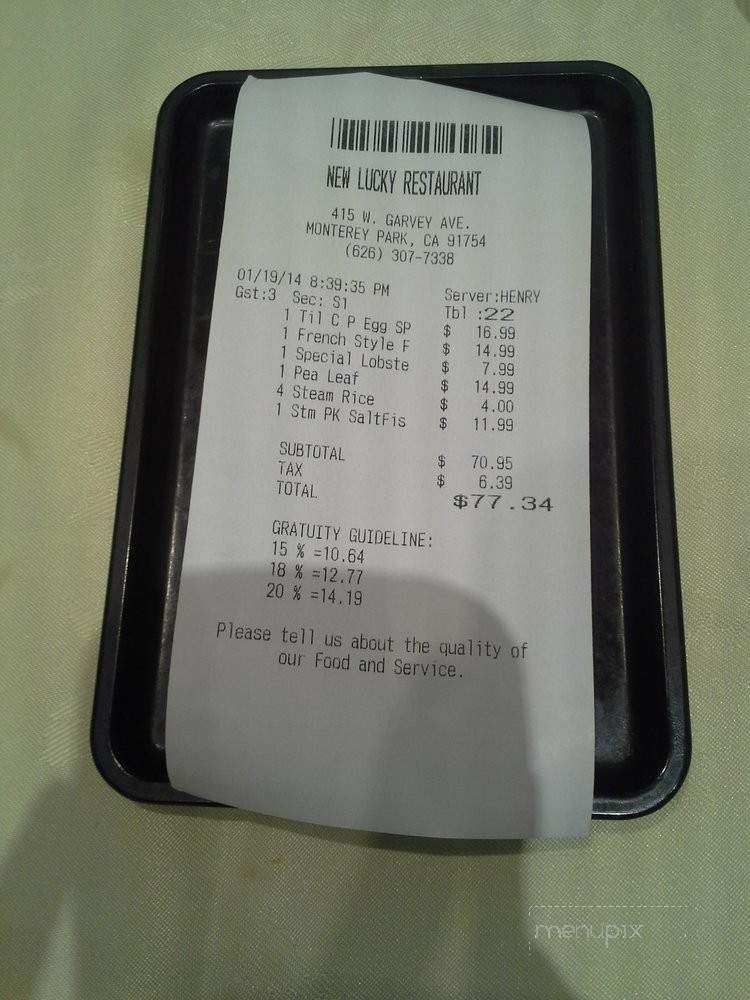 NEW LUCKY RESTAURANT
415 W. GARVEY AVE.
MONTEREY PARK, CA 91754
(626) 307-7338
01/19/14 8:39:35 PM Server:HENRY
Gst:3 Sec: S1 Tbl :22
1 Til C P Egg SP $ 16.99
1 French Style F $ 14.99
1 Special Lobste $ 7.99
1 Pea Leaf $ 14.99
4 Steam Rice $ 4.00
1 Stm PK SaltFis $ 11.99
SUBTOTAL $ 70.95
TAX $ 6.39
TOTAL $77.34
GRATUITY GUIDELINE:
15 % =10.64
18 % =12.77
20 % =14.19
Please tell us about the quality of
our Food and Service.
menupix